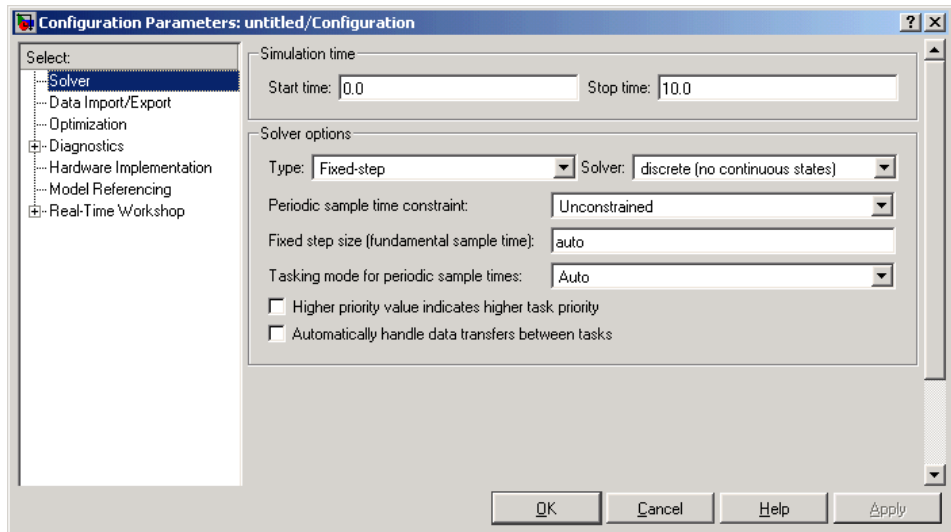 Configuration Parameters: untitled/Configuration
Select:
Solver
Data Import/Export
Optimization
Diagnostics
Hardware Implementation
Model Referencing
Real-Time Workshop
Simulation time
Start time: 0.0 Stop time: 10.0
Solver options
Type: Fixed-step Solver: discrete (no continuous states)
Periodic sample time constraint: Unconstrained
Fixed step size (fundamental sample time): auto
Tasking mode for periodic sample times: Auto
Higher priority value indicates higher task priority
Automatically handle data transfers between tasks
OK Cancel Help Apply